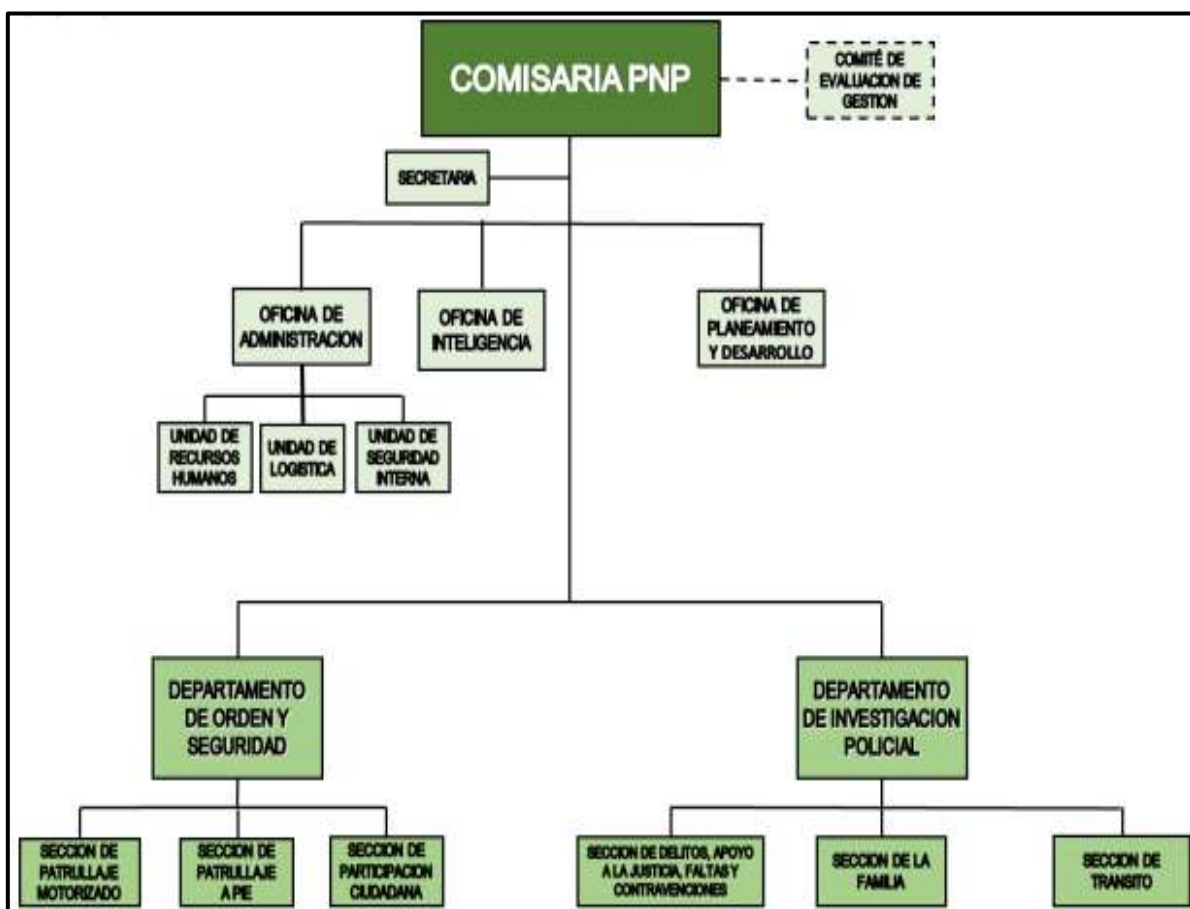 COMISARIA PNP
COMITÉ DE
EVALUACION DE
GESTION
SECRETARIA
OFICINA DE
ADMINISTRACION
OFICINA DE
INTELIGENCIA
OFICINA DE
PLANEAMIENTO
Y DESARROLLO
UNIDAD DE
RECURSOS
HUMANOS
UNIDAD DE
LOGISTICA
UNIDAD DE
SEGURIDAD
INTERNA
DEPARTAMENTO
DE ORDEN Y
SEGURIDAD
DEPARTAMENTO
DE INVESTIGACION
POLICIAL
SECCION DE
PATRULLAJE
MOTORIZADO
SECCION DE
PATRULLAJE
A PIE
SECCION DE
PARTICIPACION
CIUDADANA
SECCION DE DELITOS, APOYO
A LA JUSTICIA, FALTAS Y
CONTRAVENCIONES
SECCION DE LA
FAMILIA
SECCION DE
TRANSITO